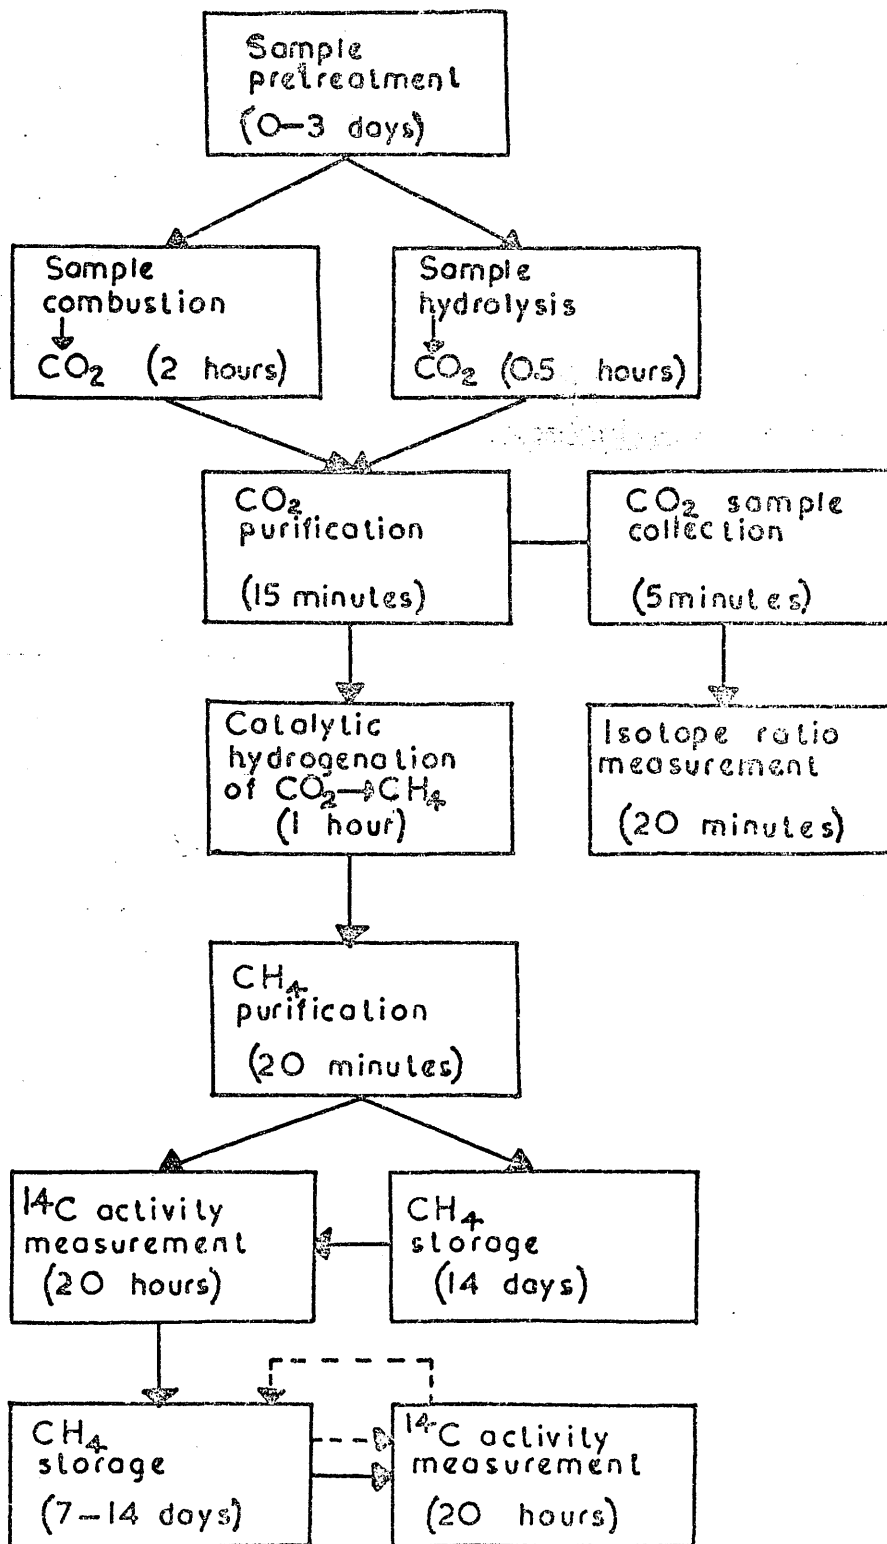 Sample
pretreatment
(0–3 days)
Sample
combustion
CO₂ (2 hours)
Sample
hydrolysis
CO₂ (0.5 hours)
CO₂
purification
(15 minutes)
CO₂ sample
collection
(5 minutes)
Catalytic
hydrogenation
of CO₂→CH₄
(1 hour)
Isotope ratio
measurement
(20 minutes)
CH₄
purification
(20 minutes)
¹⁴C activity
measurement
(20 hours)
CH₄
storage
(14 days)
CH₄
storage
(7–14 days)
¹⁴C activity
measurement
(20 hours)